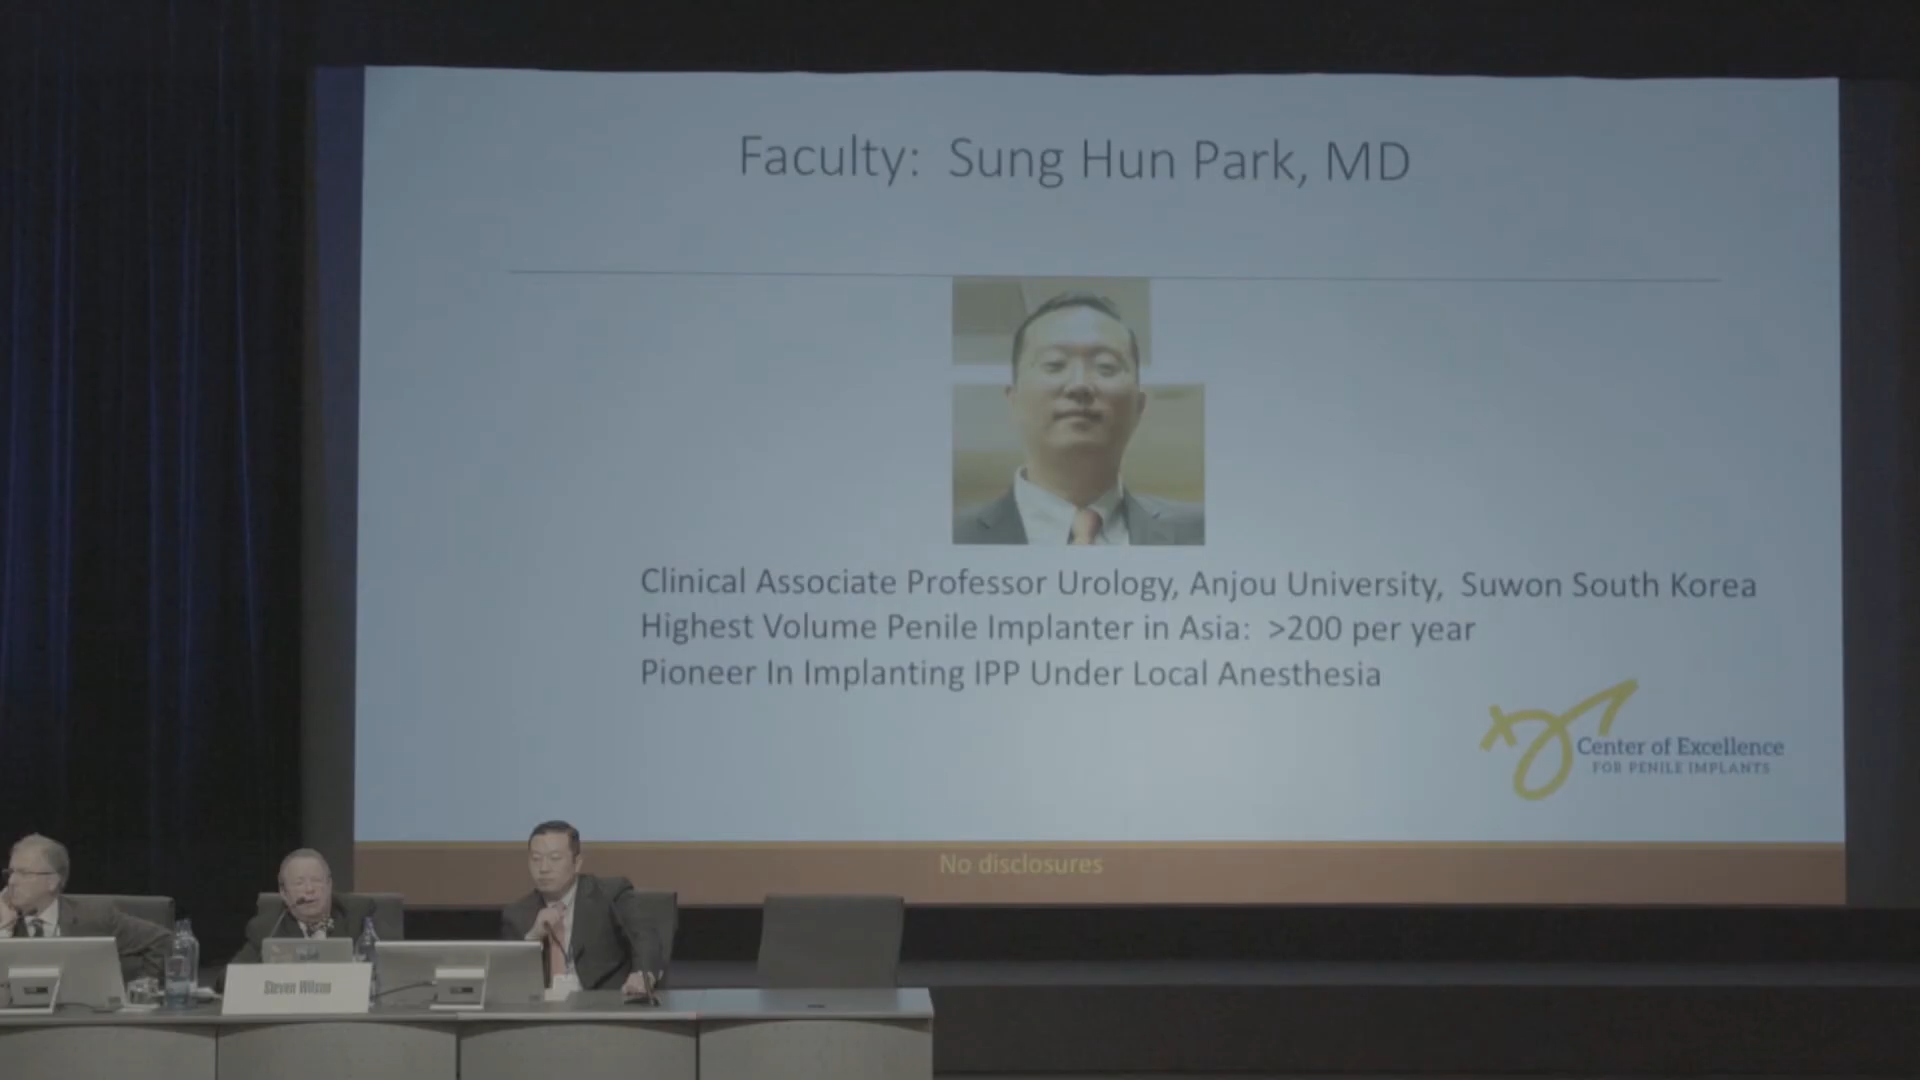 Faculty: Sung Hun Park, MD
Clinical Associate Professor Urology, Anjou University, Suwon South Korea
Highest Volume Penile Implanter in Asia: >200 per year
Pioneer In Implanting IPP Under Local Anesthesia
Center of Excellence
FOR PENILE IMPLANTS
No disclosures
Steven Wilson